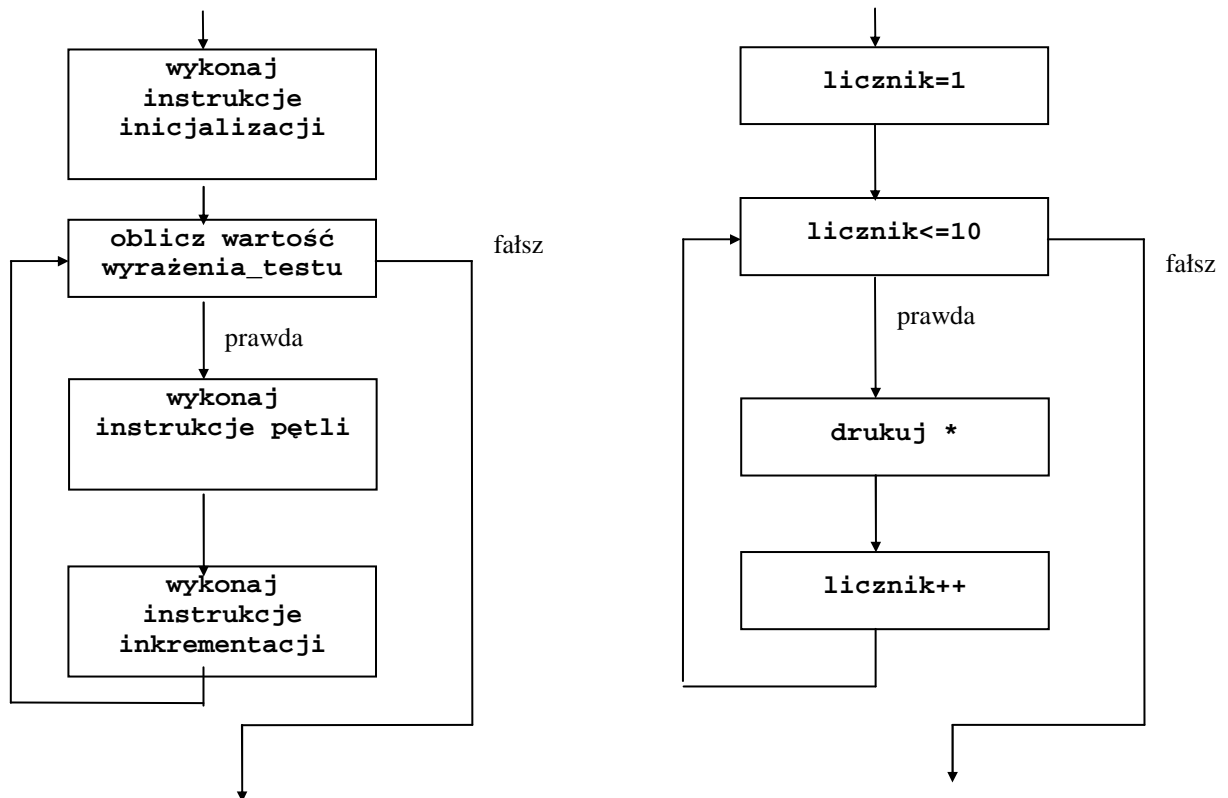 wykonaj
instrukcje
inicjalizacji
oblicz wartość
wyrażenia_testu
fałsz
prawda
wykonaj
instrukcje pętli
wykonaj
instrukcje
inkrementacji
licznik=1
licznik<=10
fałsz
prawda
drukuj *
licznik++